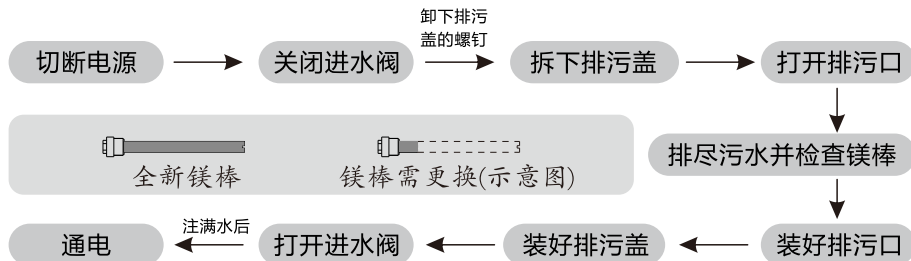 切断电源
关闭进水阀
卸下排污
盖的螺钉
拆下排污盖
打开排污口
排尽污水并检查镁棒
全新镁棒
镁棒需更换(示意图)
装好排污口
装好排污盖
打开进水阀
注满水后
通电